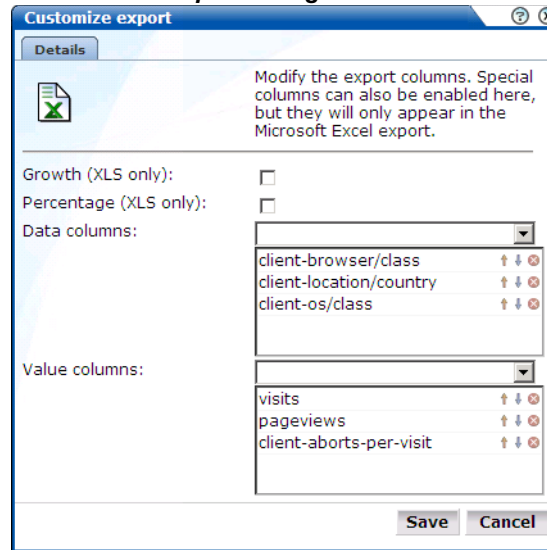 Customize export
Details
Modify the export columns. Special
columns can also be enabled here,
but they will only appear in the
Microsoft Excel export.
Growth (XLS only):
Percentage (XLS only):
Data columns:
client-browser/class
client-location/country
client-os/class
Value columns:
visits
pageviews
client-aborts-per-visit
Save Cancel